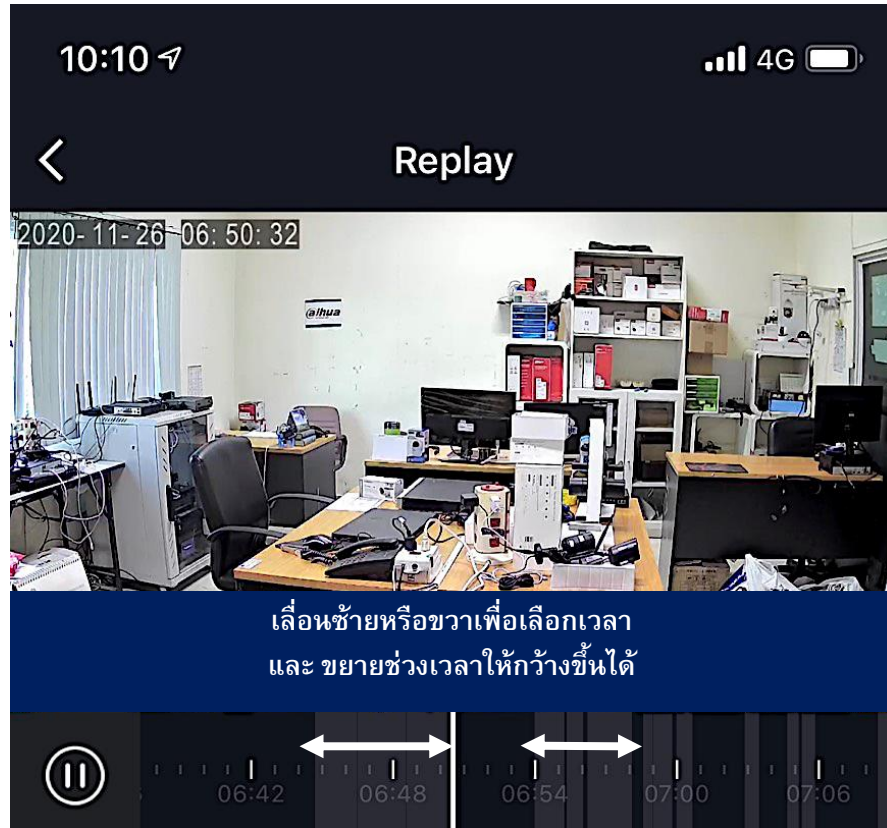 10:10
4G
Replay
2020-11-26 06:50:32
alhua
เลื่อนซ้ายหรือขวาเพื่อเลือกเวลา
และ ขยายช่วงเวลาให้กว้างขึ้นได้
06:42 06:48 06:54 07:00 07:06